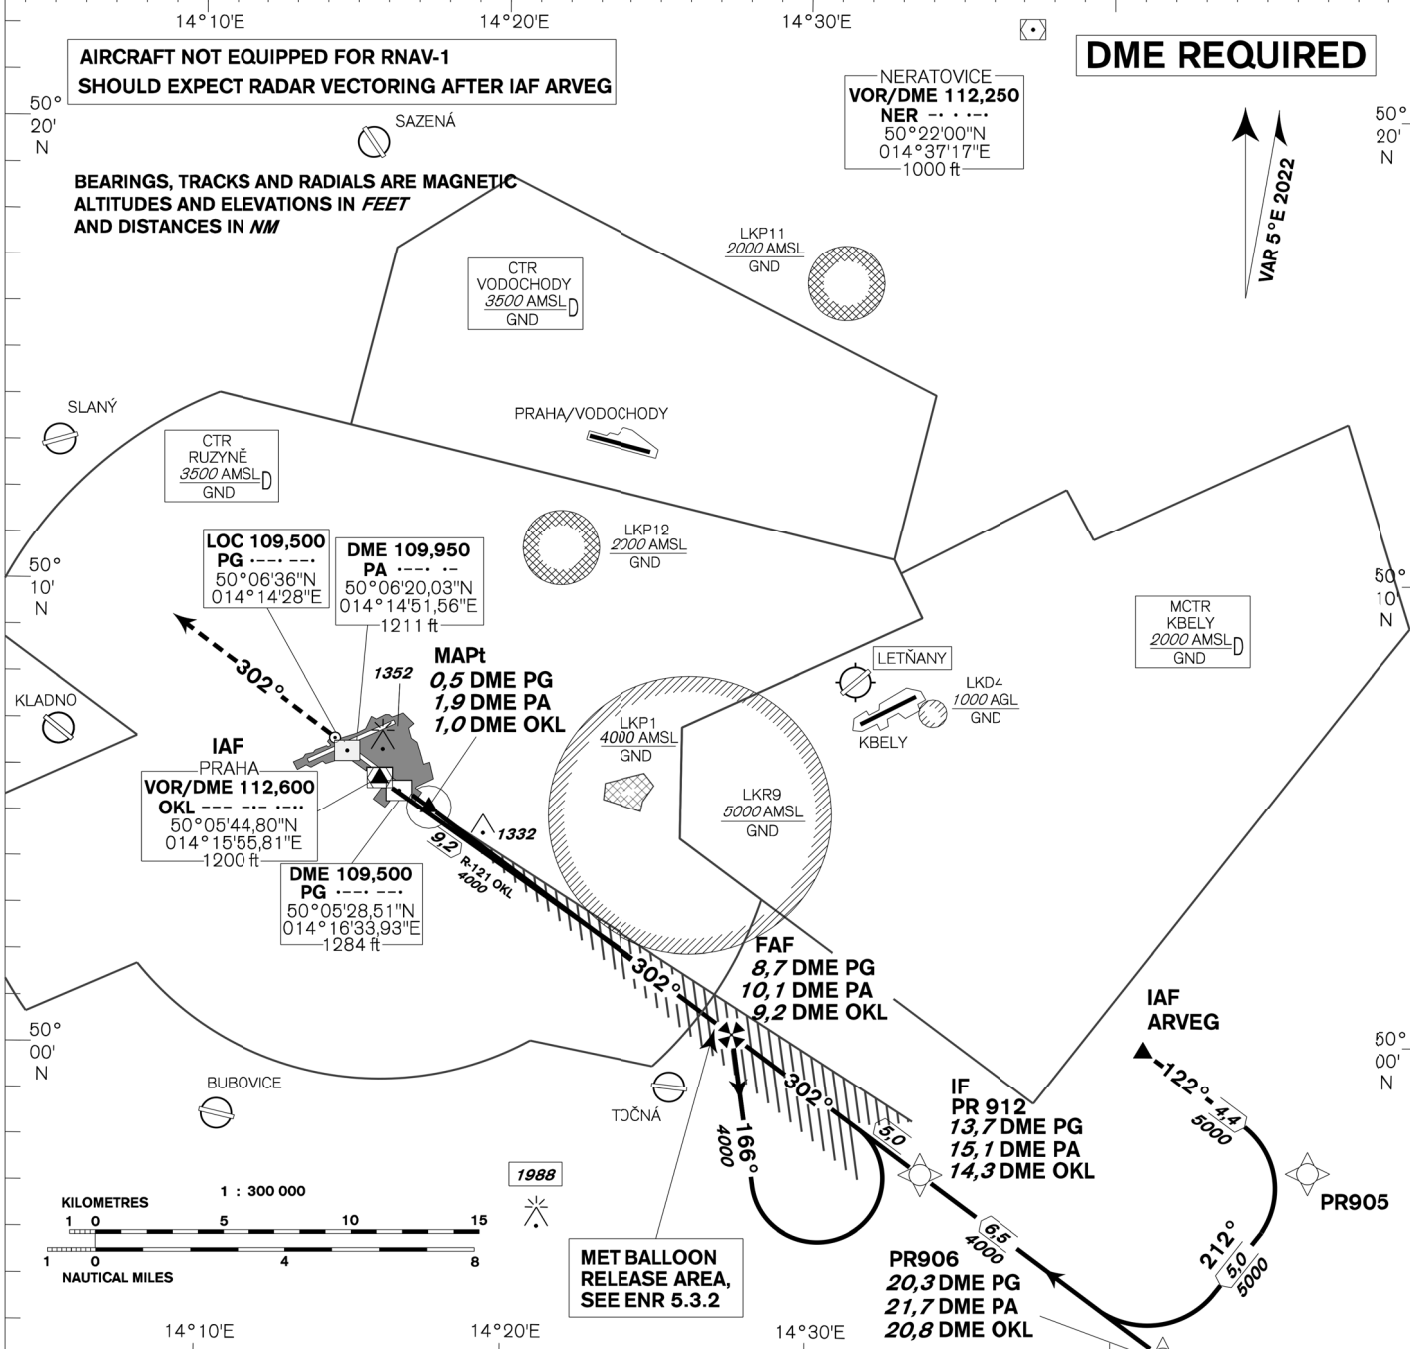 14°10'E
14°20'E
14°30'E
AIRCRAFT NOT EQUIPPED FOR RNAV-1
SHOULD EXPECT RADAR VECTORING AFTER IAF ARVEG
DME REQUIRED
NERATOVICE
VOR/DME 112,250
NER -· · ·-·
50°22'00"N
014°37'17"E
1000 ft
50°
20'
N
50°
20'
N
SAZENÁ
BEARINGS, TRACKS AND RADIALS ARE MAGNETIC
ALTITUDES AND ELEVATIONS IN FEET
AND DISTANCES IN NM
VAR 5°E 2022
LKP11
2000 AMSL
GND
CTR
VODOCHODY
3500 AMSL D
GND
SLANÝ
PRAHA/VODOCHODY
CTR
RUZYNĚ
3500 AMSL D
GND
LKP12
2000 AMSL
GND
LOC 109,500
PG ·--· --·
50°06'36"N
014°14'28"E
DME 109,950
PA ·--· ·-
50°06'20,03"N
014°14'51,56"E
1211 ft
50°
10'
N
50°
10'
N
MCTR
KBELY
2000 AMSL D
GND
302°
1352
MAPt
0,5 DME PG
1,9 DME PA
1,0 DME OKL
LETŇANY
LKD4
1000 AGL
GND
KBELY
KLADNO
LKP1
4000 AMSL
GND
LKR9
5000 AMSL
GND
IAF
PRAHA
VOR/DME 112,600
OKL --- -·- ·-··
50°05'44,80"N
014°15'55,81"E
1200 ft
1332
9,2
R-121 OKL
4000
DME 109,500
PG ·--· --·
50°05'28,51"N
014°16'33,93"E
1284 ft
302°
FAF
8,7 DME PG
10,1 DME PA
9,2 DME OKL
IAF
ARVEG
50°
00'
N
50°
00'
N
122°
4,4
5000
BUBOVICE
TOČNÁ
302°
166°
4000
5,0
IF
PR 912
13,7 DME PG
15,1 DME PA
14,3 DME OKL
PR905
1988
1 : 300 000
KILOMETRES
1 0 5 10 15
1 0 4 8
NAUTICAL MILES
6,5
4000
212°
5,0
5000
MET BALLOON
RELEASE AREA,
SEE ENR 5.3.2
PR906
20,3 DME PG
21,7 DME PA
20,8 DME OKL
14°10'E
14°20'E
14°30'E